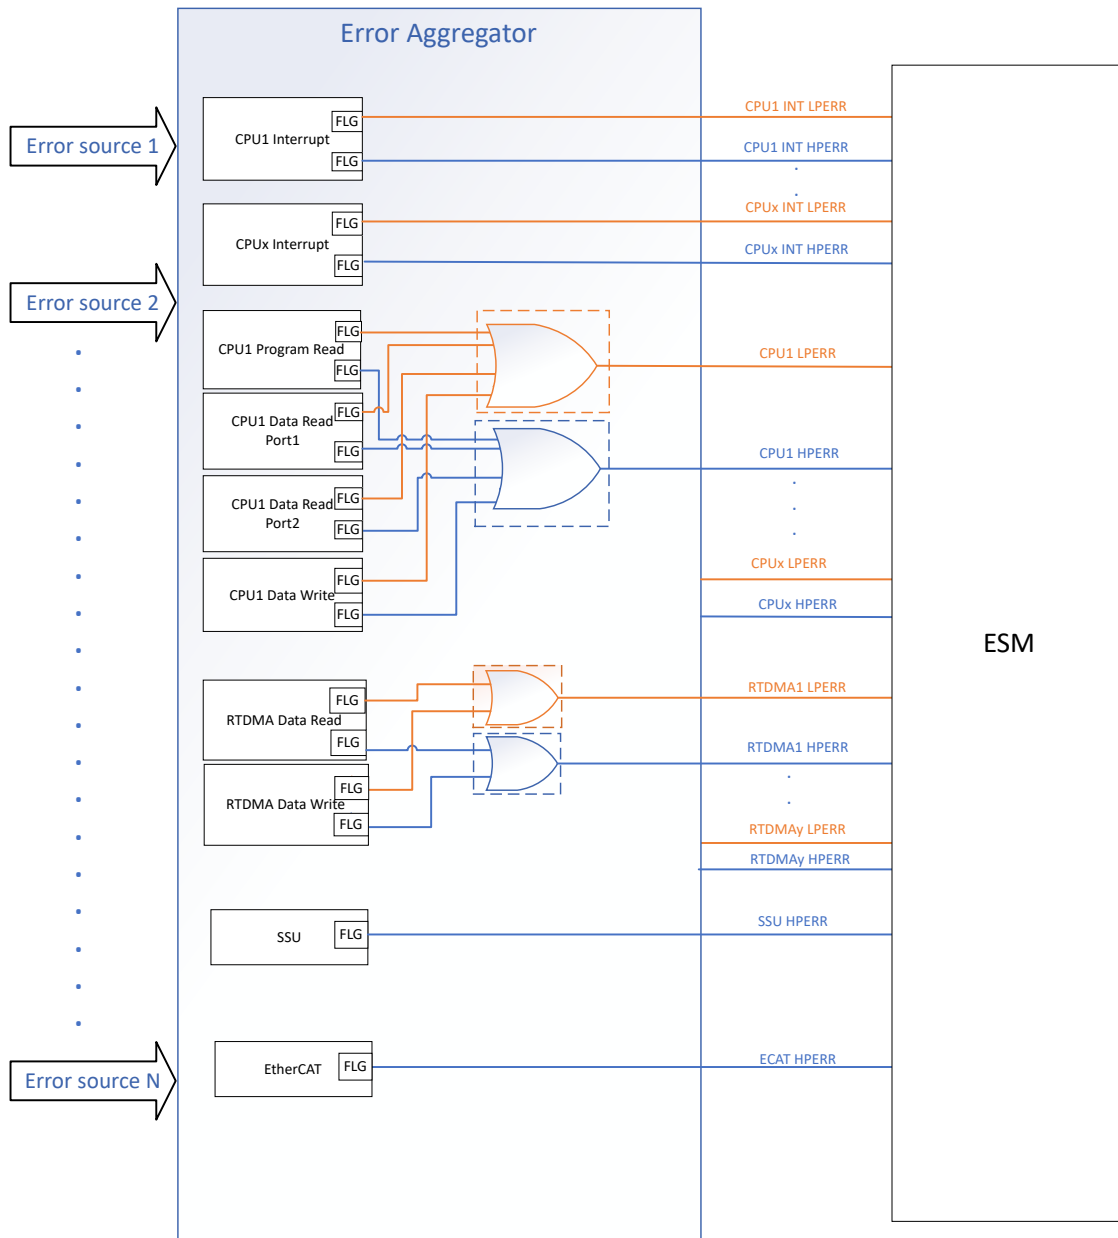 Error Aggregator
Error source 1
CPU1 Interrupt
FLG
FLG
CPU1 INT LPERR
CPU1 INT HPERR
CPUx Interrupt
FLG
FLG
CPUx INT LPERR
CPUx INT HPERR
Error source 2
CPU1 Program Read
FLG
FLG
CPU1 Data Read
Port1
FLG
FLG
CPU1 Data Read
Port2
FLG
FLG
CPU1 Data Write
FLG
FLG
CPU1 LPERR
CPU1 HPERR
CPUx LPERR
CPUx HPERR
ESM
RTDMA Data Read
FLG
FLG
RTDMA Data Write
FLG
FLG
RTDMA1 LPERR
RTDMA1 HPERR
RTDMAy LPERR
RTDMAy HPERR
SSU
FLG
SSU HPERR
Error source N
EtherCAT
FLG
ECAT HPERR